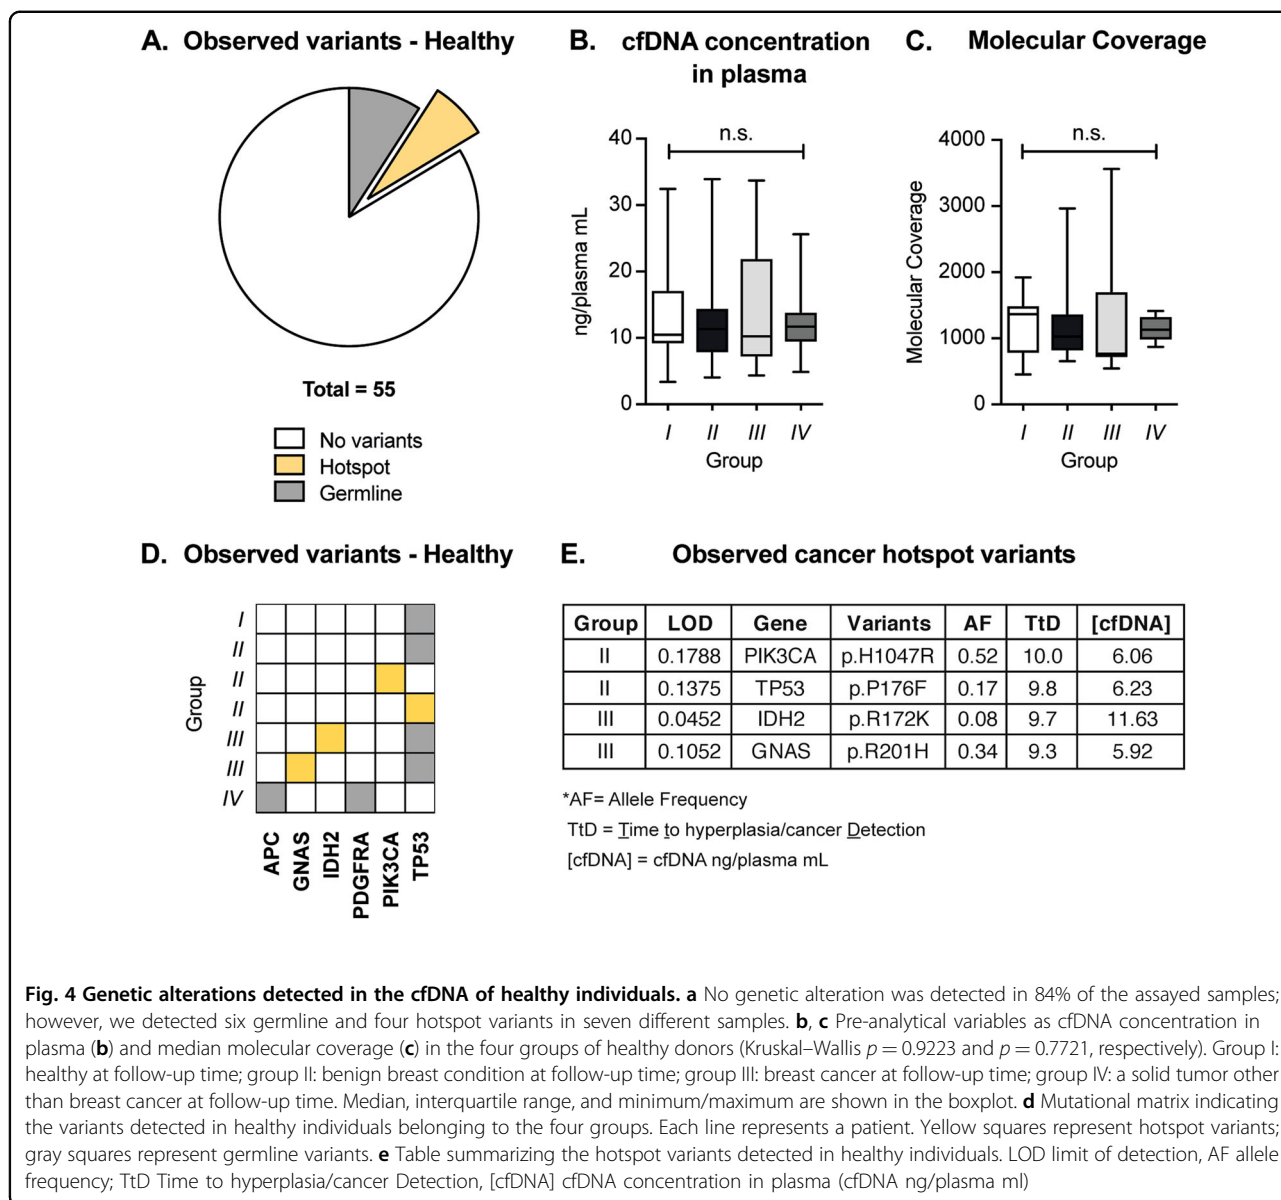 A. Observed variants - Healthy
Total = 55
No variants
Hotspot
Germline
B. cfDNA concentration
in plasma
n.s.
40
30
20
10
0
ng/plasma mL
I II III IV
Group
C. Molecular Coverage
n.s.
4000
3000
2000
1000
0
Molecular Coverage
I II III IV
Group
D. Observed variants - Healthy
Group
I
II
II
II
III
III
IV
APC
GNAS
IDH2
PDGFRA
PIK3CA
TP53
E. Observed cancer hotspot variants
Group LOD Gene Variants AF TtD [cfDNA]
II 0.1788 PIK3CA p.H1047R 0.52 10.0 6.06
II 0.1375 TP53 p.P176F 0.17 9.8 6.23
III 0.0452 IDH2 p.R172K 0.08 9.7 11.63
III 0.1052 GNAS p.R201H 0.34 9.3 5.92
*AF= Allele Frequency
TtD = Time to hyperplasia/cancer Detection
[cfDNA] = cfDNA ng/plasma mL
Fig. 4 Genetic alterations detected in the cfDNA of healthy individuals. a No genetic alteration was detected in 84% of the assayed samples;
however, we detected six germline and four hotspot variants in seven different samples. b, c Pre-analytical variables as cfDNA concentration in
plasma (b) and median molecular coverage (c) in the four groups of healthy donors (Kruskal–Wallis p = 0.9223 and p = 0.7721, respectively). Group I:
healthy at follow-up time; group II: benign breast condition at follow-up time; group III: breast cancer at follow-up time; group IV: a solid tumor other
than breast cancer at follow-up time. Median, interquartile range, and minimum/maximum are shown in the boxplot. d Mutational matrix indicating
the variants detected in healthy individuals belonging to the four groups. Each line represents a patient. Yellow squares represent hotspot variants;
gray squares represent germline variants. e Table summarizing the hotspot variants detected in healthy individuals. LOD limit of detection, AF allele
frequency; TtD Time to hyperplasia/cancer Detection, [cfDNA] cfDNA concentration in plasma (cfDNA ng/plasma ml)